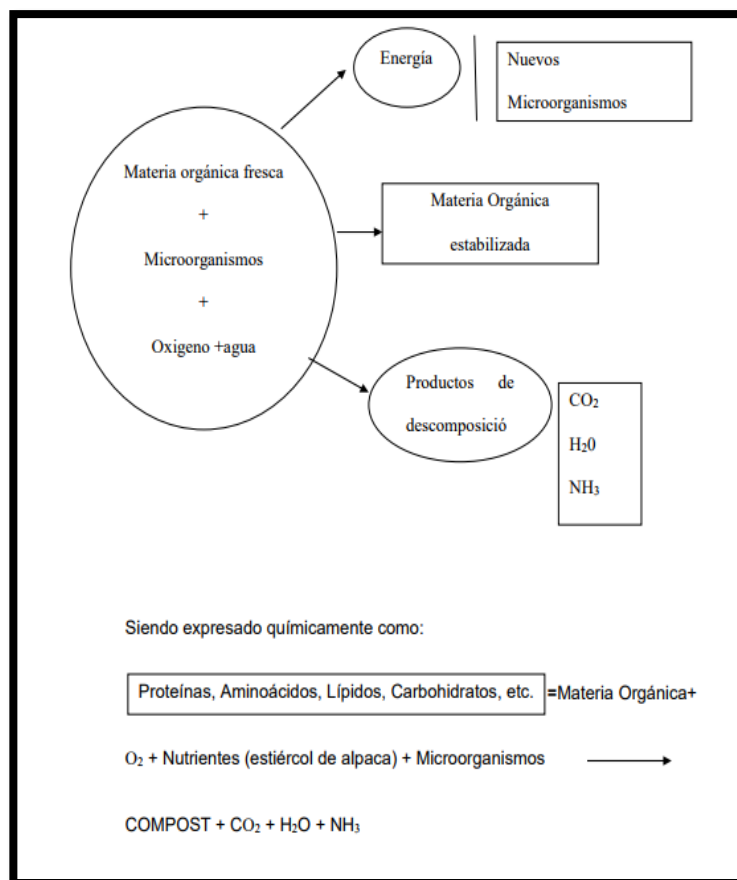 Energía
Nuevos
Microorganismos
Materia orgánica fresca
+
Microorganismos
+
Oxigeno +agua
Materia Orgánica
estabilizada
Productos de
descomposició
CO₂
H₂0
NH₃
Siendo expresado químicamente como:
Proteínas, Aminoácidos, Lípidos, Carbohidratos, etc. =Materia Orgánica+
O₂ + Nutrientes (estiércol de alpaca) + Microorganismos
COMPOST + CO₂ + H₂O + NH₃